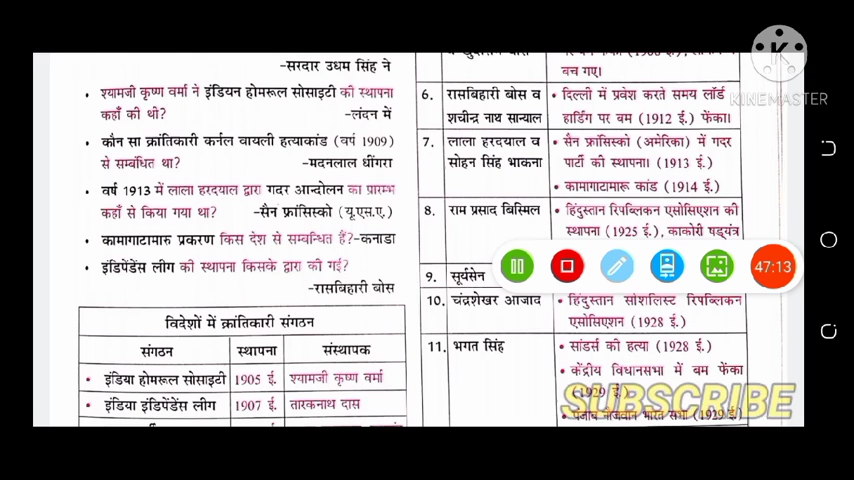 -सरदार उधम सिंह ने
• श्यामजी कृष्ण वर्मा ने इंडियन होमरूल सोसाइटी की स्थापना
कहाँ की थी? -लंदन में
• कौन सा क्रांतिकारी कर्नल वायली हत्याकांड (वर्ष 1909)
से सम्बंधित था? -मदनलाल धींगरा
• वर्ष 1913 में लाला हरदयाल द्वारा गदर आन्दोलन का प्रारम्भ
कहाँ से किया गया था? -सैन फ्रांसिस्को (यू.एस.ए.)
• कामागाटामारु प्रकरण किस देश से सम्बन्धित हैं?-कनाडा
• इंडिपेंडेंस लीग की स्थापना किसके द्वारा की गई?
-रासबिहारी बोस
विदेशों में क्रांतिकारी संगठन
संगठन स्थापना संस्थापक
• इंडिया होमरूल सोसाइटी 1905 ई. श्यामजी कृष्ण वर्मा
• इंडिया इंडिपेंडेंस लीग 1907 ई. तारकनाथ दास
बच गए।
6. रासबिहारी बोस व • दिल्ली में प्रवेश करते समय लॉर्ड
शचीन्द्र नाथ सान्याल हार्डिंग पर बम (1912 ई.) फेंका।
7. लाला हरदयाल व • सैन फ्रांसिस्को (अमेरिका) में गदर
सोहन सिंह भाकना पार्टी की स्थापना। (1913 ई.)
• कामागाटामारू कांड (1914 ई.)
8. राम प्रसाद बिस्मिल • हिंदुस्तान रिपब्लिकन एसोसिएशन की
स्थापना (1925 ई.), काकोरी षड्यंत्र
9. सूर्यसेन
10. चंद्रशेखर आजाद • हिंदुस्तान सोशलिस्ट रिपब्लिकन
एसोसिएशन (1928 ई.)
11. भगत सिंह • सांडर्स की हत्या (1928 ई.)
• केंद्रीय विधानसभा में बम फेंका
(1929 ई.)
• पंजाब नौजवान भारत सभा (1929 ई.)
KINEMASTER
47:13
SUBSCRIBE